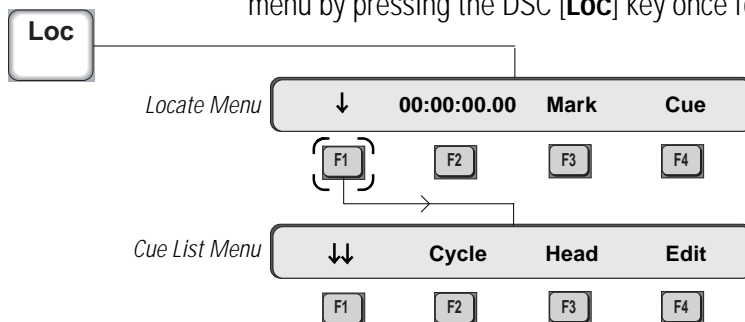 menu by pressing the DSC [Loc] key once
Loc
Locate Menu ↓ 00:00:00.00 Mark Cue
F1 F2 F3 F4
Cue List Menu ↓↓ Cycle Head Edit
F1 F2 F3 F4